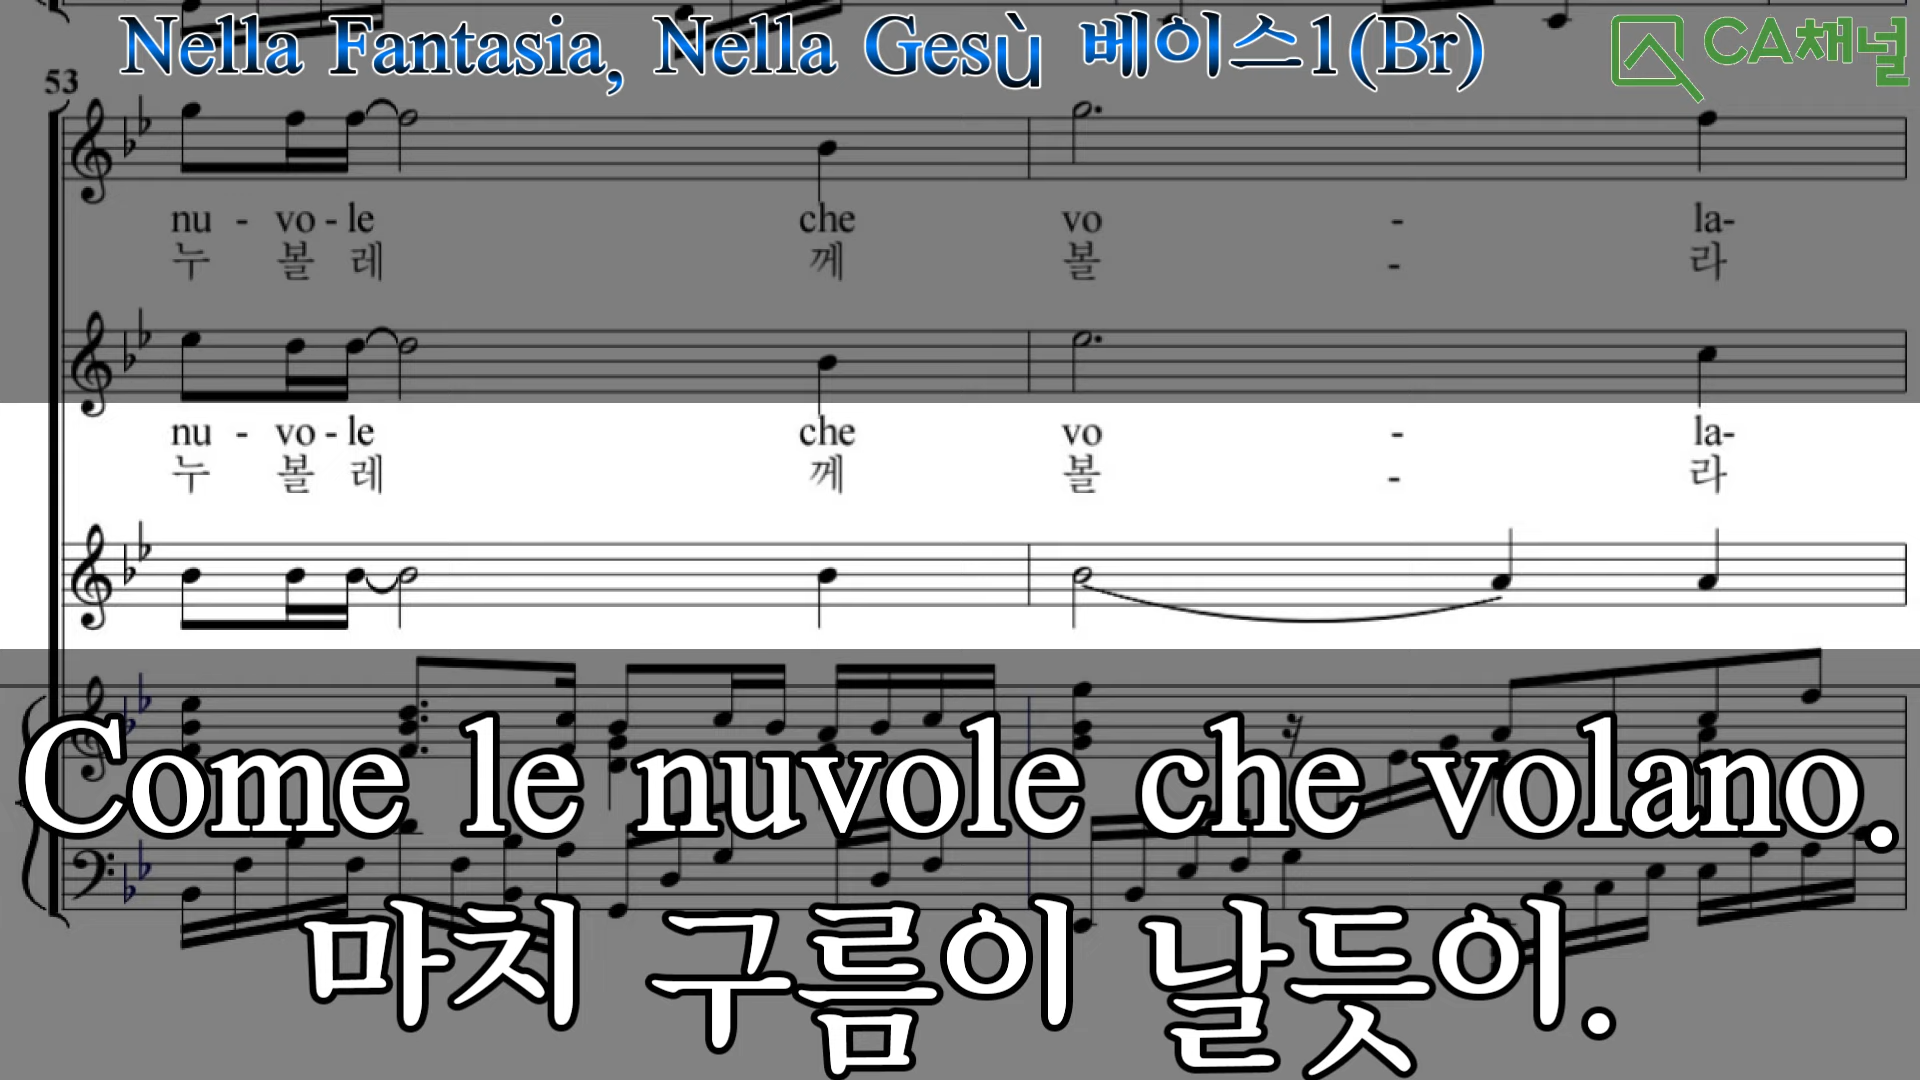 Nella Fantasia, Nella Gesù 베이스1(Br)
CA채널
53
nu - vo - le che vo - la-
누 볼 레 께 볼 - 라
nu - vo - le che vo - la-
누 볼 레 께 볼 - 라
Come le nuvole che volano.
마치 구름이 날듯이.